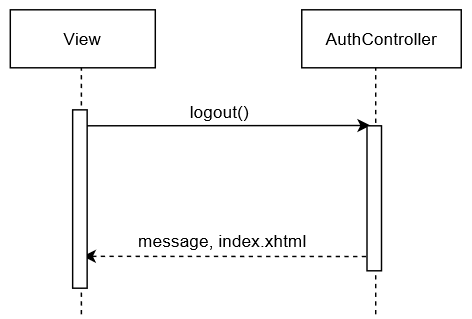 View
AuthController
logout()
message, index.xhtml